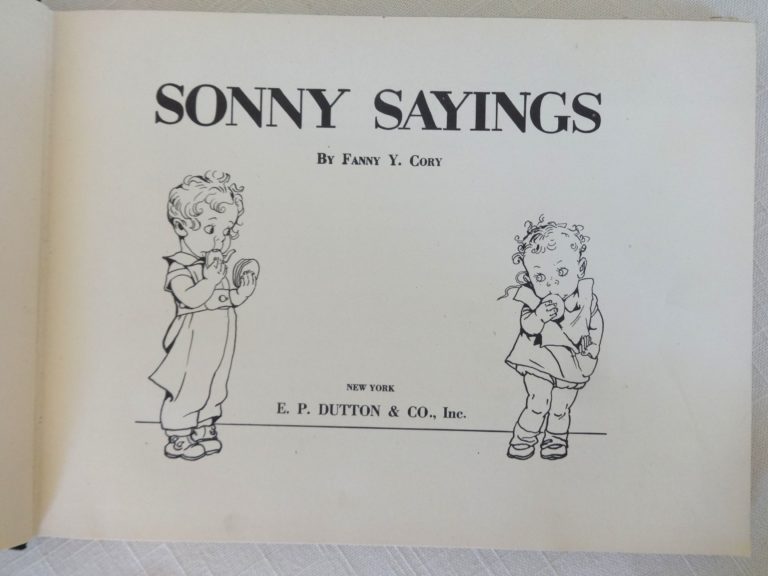 SONNY SAYINGS
By Fanny Y. Cory
NEW YORK
E. P. DUTTON & CO., Inc.